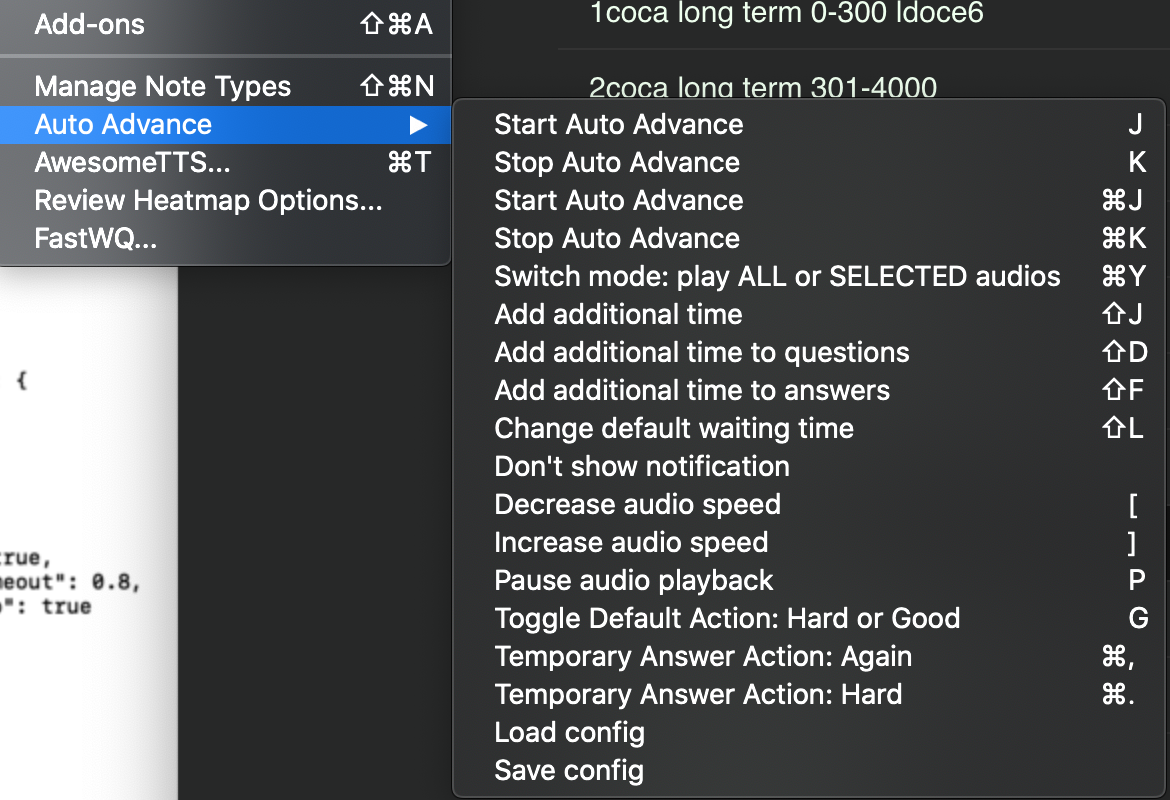 Add-ons ⇧⌘A
Manage Note Types ⇧⌘N
Auto Advance ▶
AwesomeTTS... ⌘T
Review Heatmap Options...
FastWQ...
1coca long term 0-300 ldoce6
2coca long term 301-4000
Start Auto Advance J
Stop Auto Advance K
Start Auto Advance ⌘J
Stop Auto Advance ⌘K
Switch mode: play ALL or SELECTED audios ⌘Y
Add additional time ⇧J
Add additional time to questions ⇧D
Add additional time to answers ⇧F
Change default waiting time ⇧L
Don't show notification
Decrease audio speed [
Increase audio speed ]
Pause audio playback P
Toggle Default Action: Hard or Good G
Temporary Answer Action: Again ⌘,
Temporary Answer Action: Hard ⌘.
Load config
Save config
{
rue,
eout": 0.8,
": true